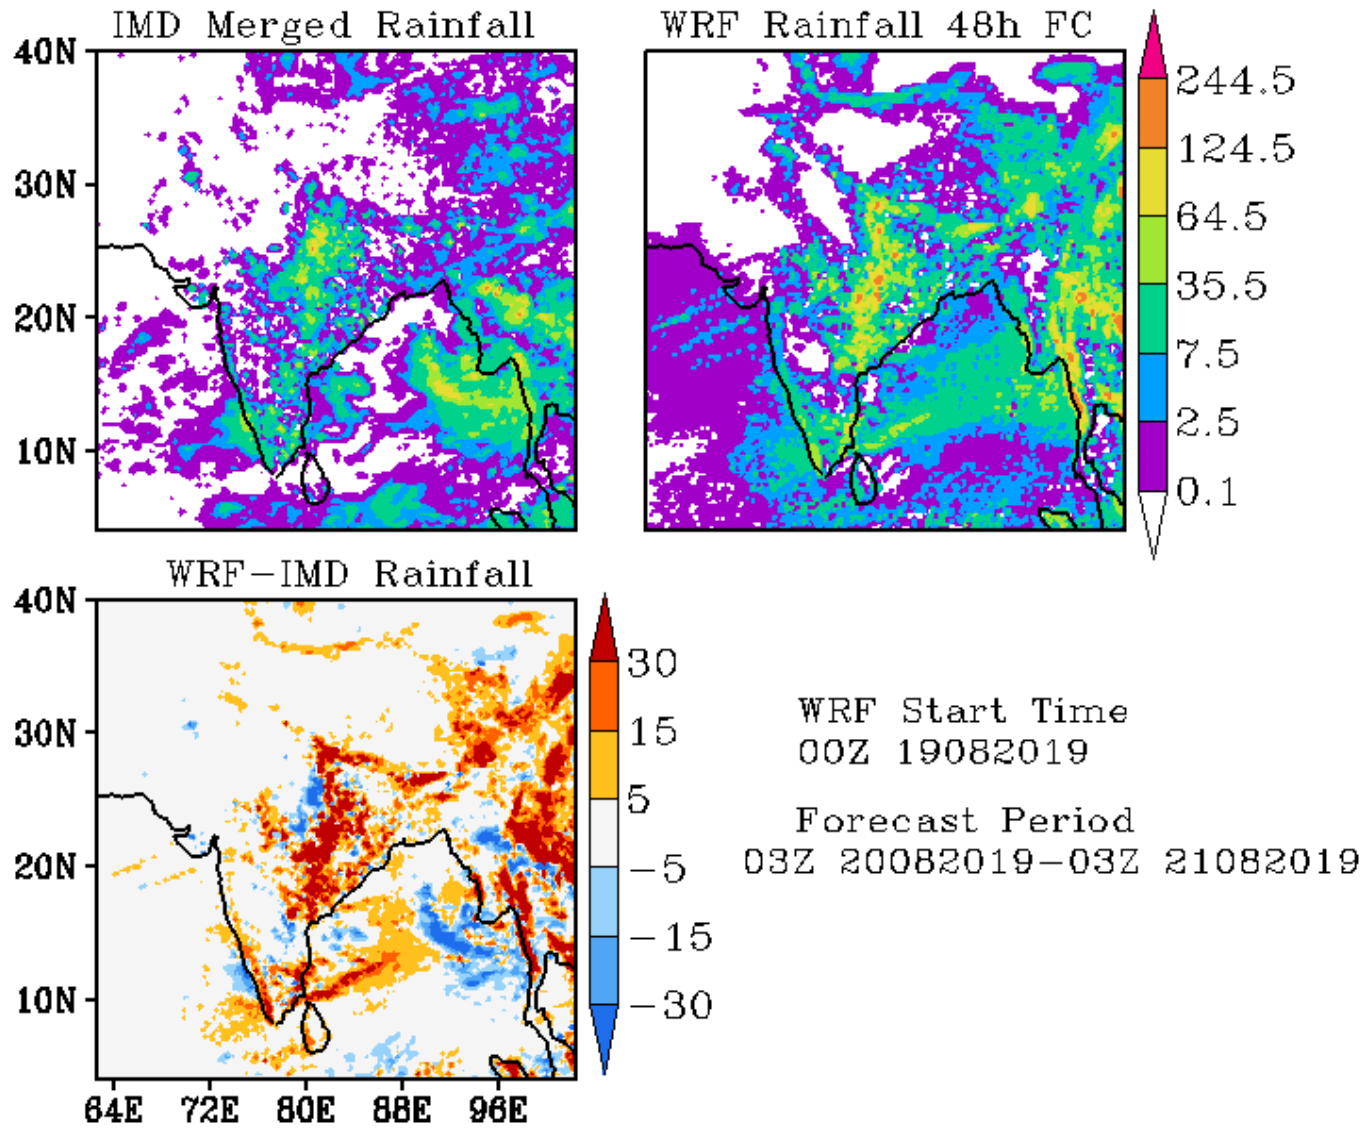 IMD Merged Rainfall
WRF Rainfall 48h FC
40N
30N
20N
10N
244.5
124.5
64.5
35.5
7.5
2.5
0.1
WRF-IMD Rainfall
40N
30N
20N
10N
64E 72E 80E 88E 96E
30
15
5
-5
-15
-30
WRF Start Time
00Z 19082019
Forecast Period
03Z 20082019-03Z 21082019